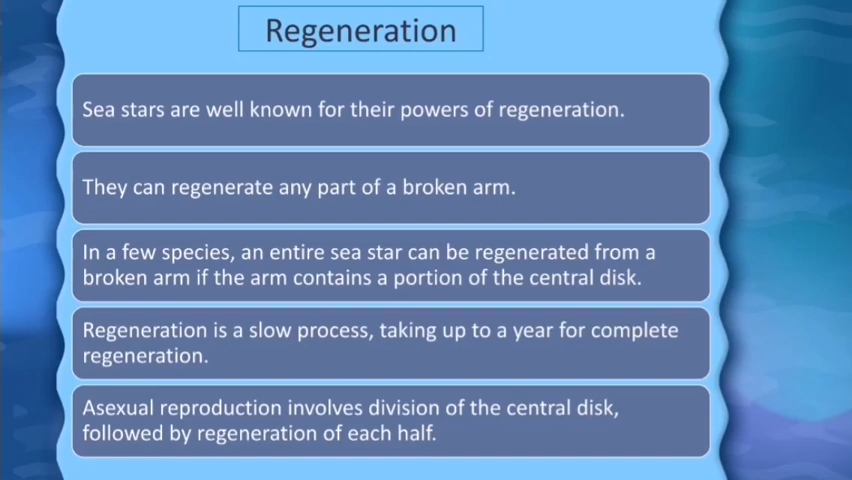 Regeneration
Sea stars are well known for their powers of regeneration.
They can regenerate any part of a broken arm.
In a few species, an entire sea star can be regenerated from a
broken arm if the arm contains a portion of the central disk.
Regeneration is a slow process, taking up to a year for complete
regeneration.
Asexual reproduction involves division of the central disk,
followed by regeneration of each half.